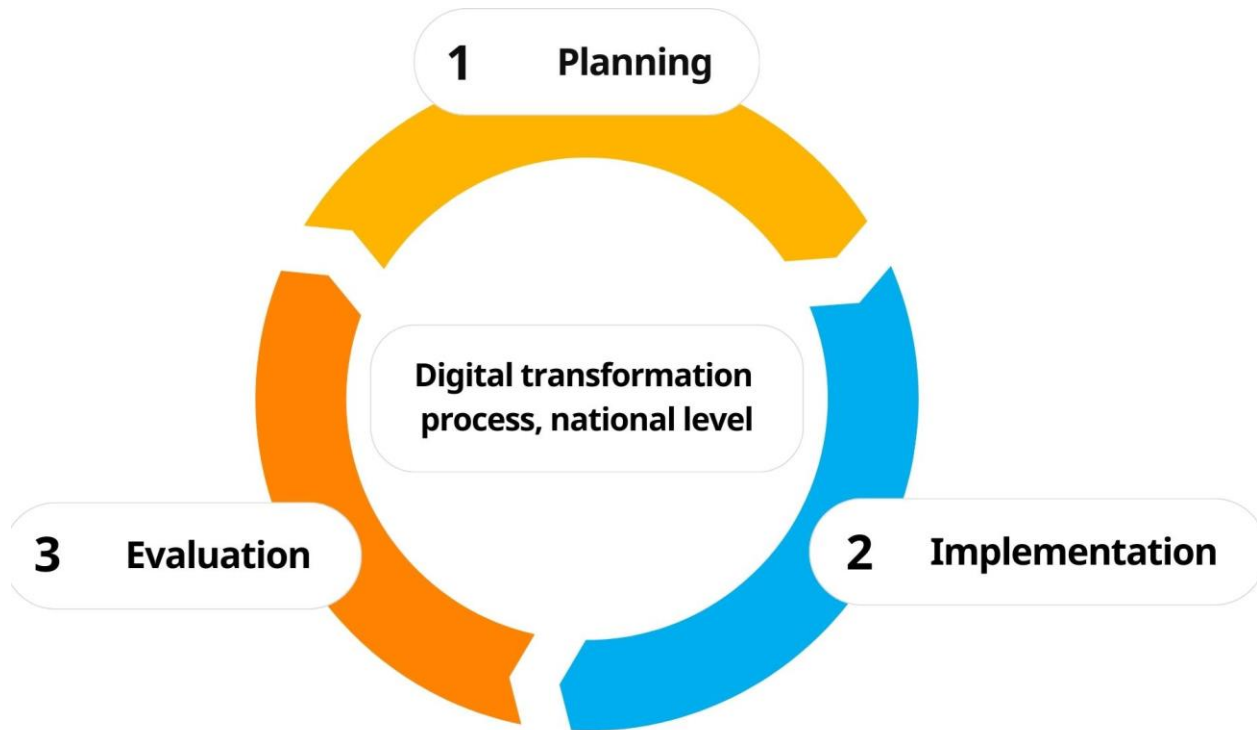 1 Planning
Digital transformation
process, national level
3 Evaluation
2 Implementation